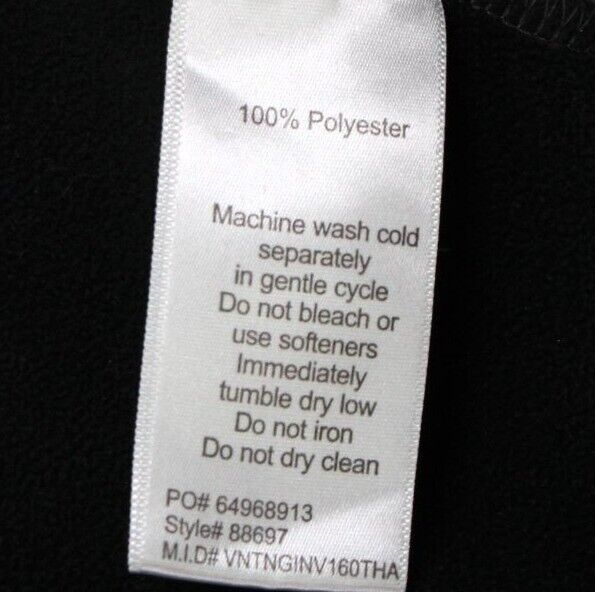 100% Polyester
Machine wash cold
separately
in gentle cycle
Do not bleach or
use softeners
Immediately
tumble dry low
Do not iron
Do not dry clean
PO# 64968913
Style# 88697
M.I.D# VNTNGINV160THA